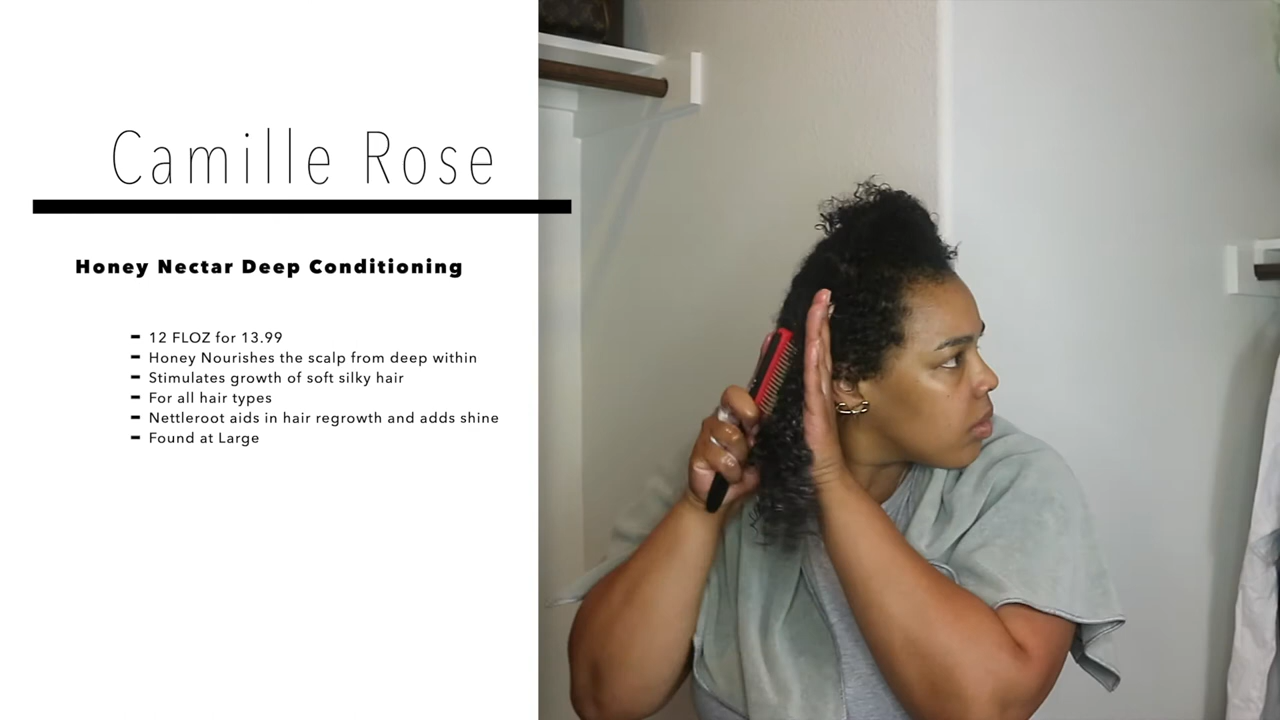 Camille Rose
Honey Nectar Deep Conditioning
- 12 FLOZ for 13.99
- Honey Nourishes the scalp from deep within
- Stimulates growth of soft silky hair
- For all hair types
- Nettleroot aids in hair regrowth and adds shine
- Found at Large